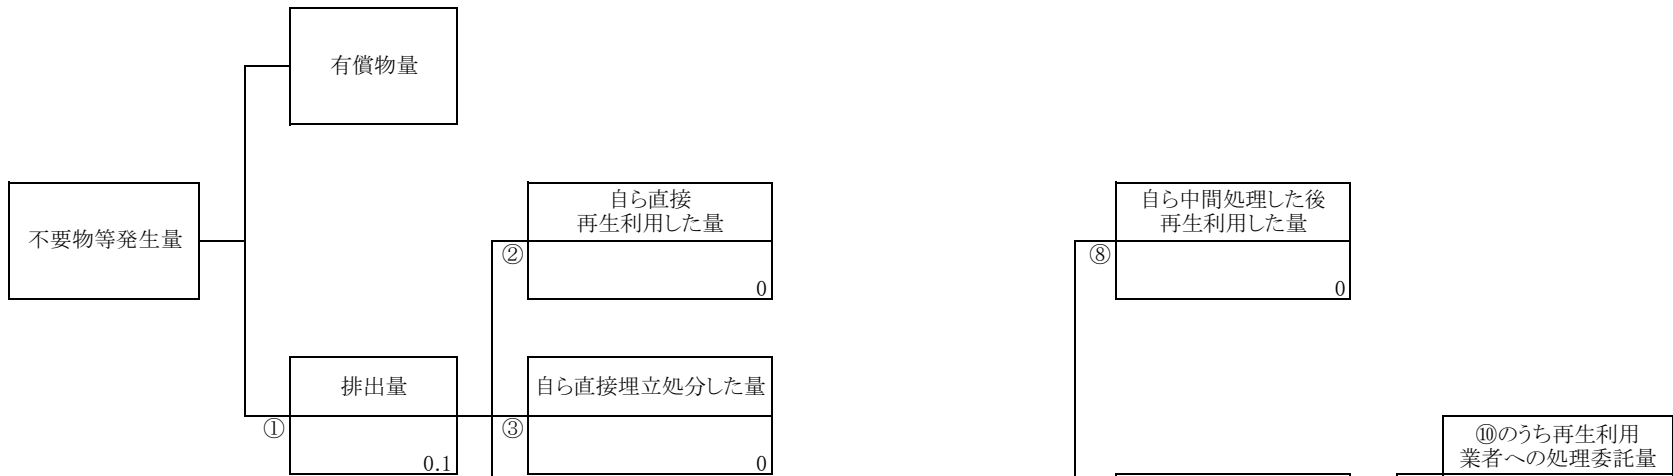 有償物量
不要物等発生量
自ら直接
再生利用した量
②
0
自ら中間処理した後
再生利用した量
⑧
0
排出量
①
0.1
自ら直接埋立処分した量
③
0
⑩のうち再生利用
業者への処理委託量